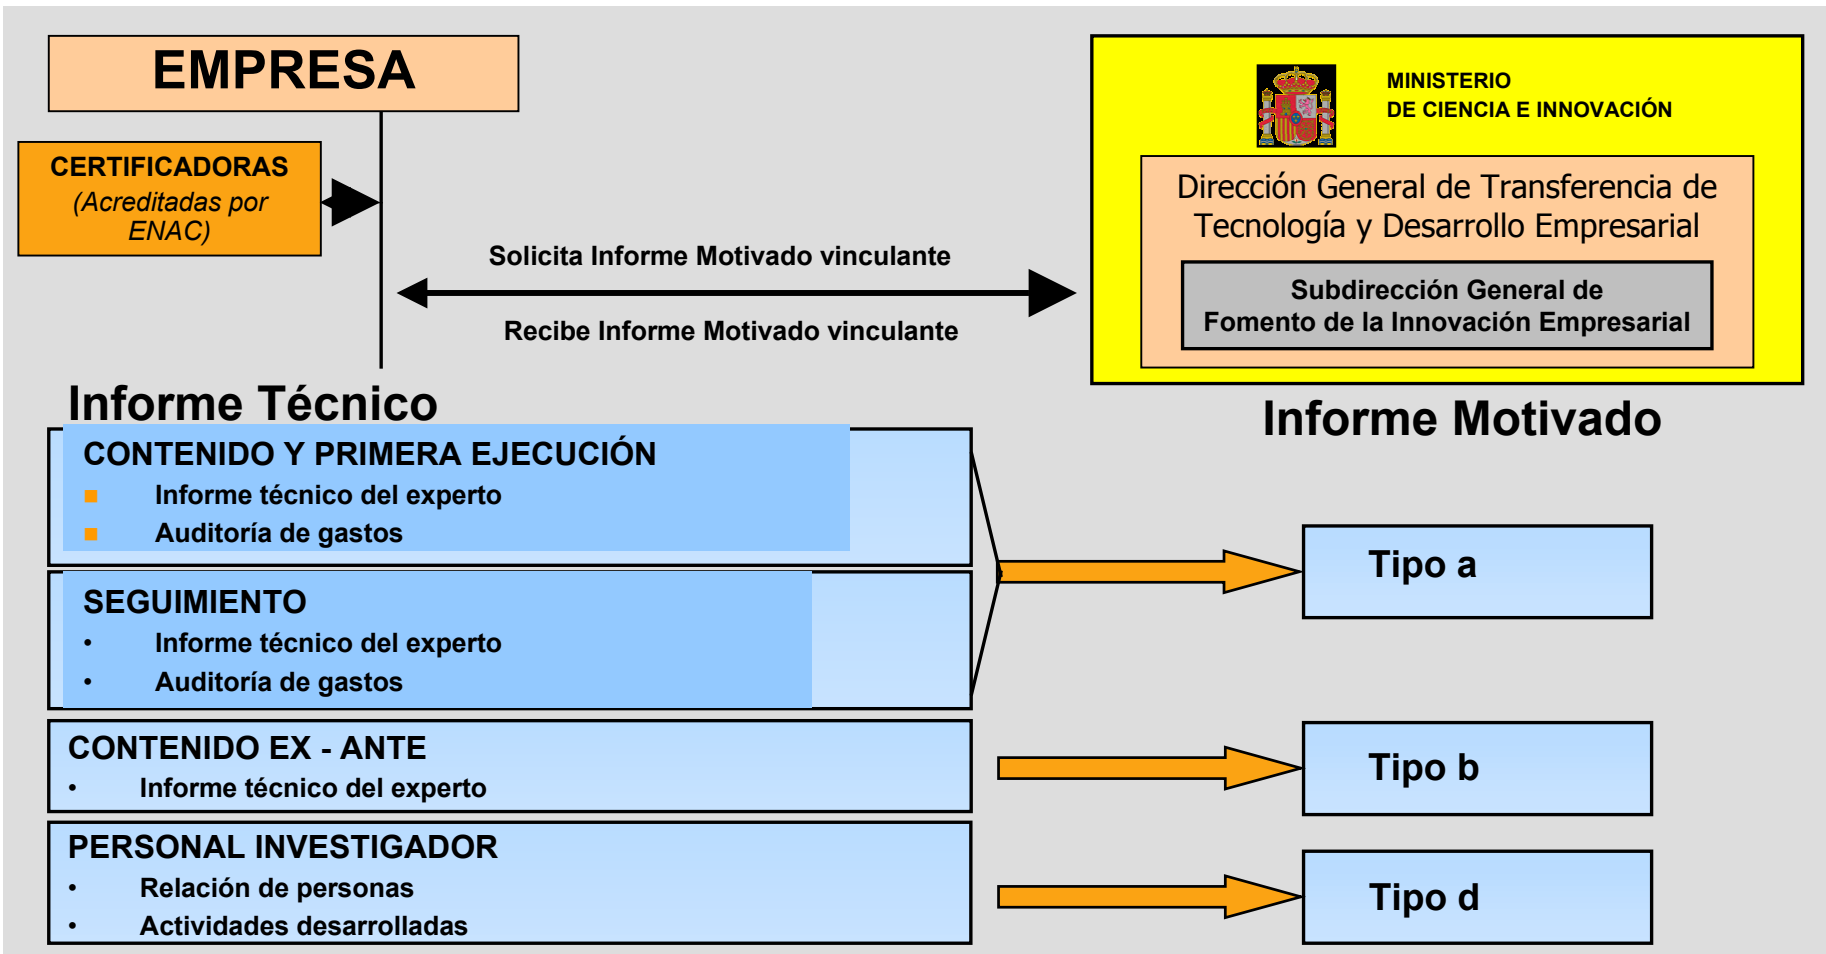 EMPRESA
CERTIFICADORAS
(Acreditadas por
ENAC)
MINISTERIO
DE CIENCIA E INNOVACIÓN
Dirección General de Transferencia de
Tecnología y Desarrollo Empresarial
Subdirección General de
Fomento de la Innovación Empresarial
Solicita Informe Motivado vinculante
Recibe Informe Motivado vinculante
Informe Técnico
Informe Motivado
CONTENIDO Y PRIMERA EJECUCIÓN
Informe técnico del experto
Auditoría de gastos
SEGUIMIENTO
• Informe técnico del experto
• Auditoría de gastos
Tipo a
CONTENIDO EX - ANTE
• Informe técnico del experto
Tipo b
PERSONAL INVESTIGADOR
• Relación de personas
• Actividades desarrolladas
Tipo d